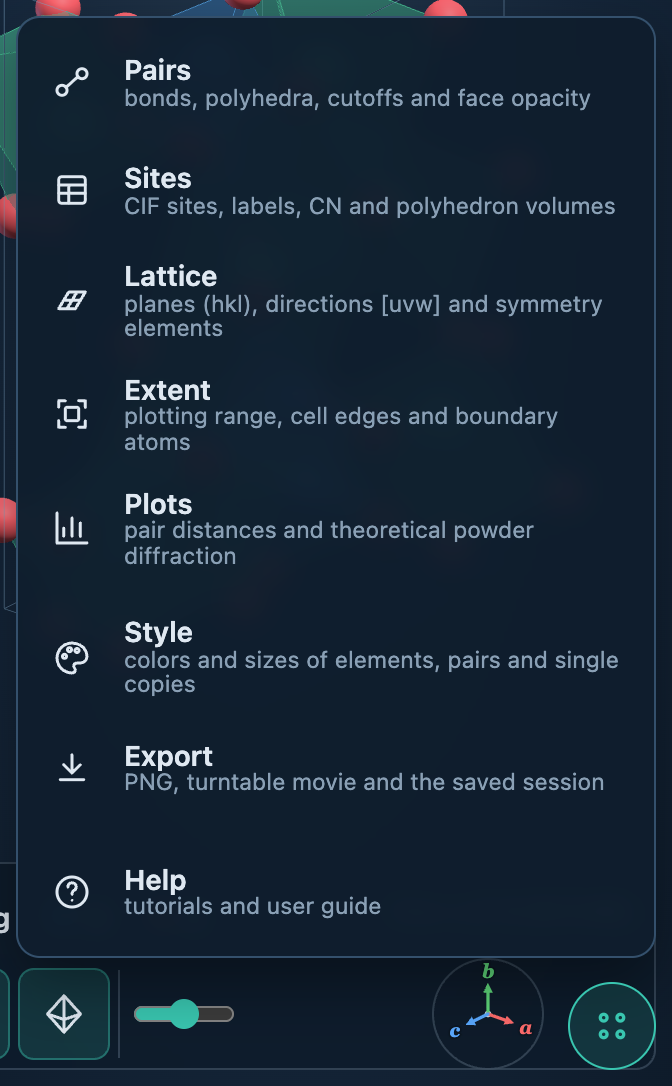 Pairs
bonds, polyhedra, cutoffs and face opacity
Sites
CIF sites, labels, CN and polyhedron volumes
Lattice
planes (hkl), directions [uvw] and symmetry
elements
Extent
plotting range, cell edges and boundary
atoms
Plots
pair distances and theoretical powder
diffraction
Style
colors and sizes of elements, pairs and single
copies
Export
PNG, turntable movie and the saved session
Help
tutorials and user guide
g
b
c
a